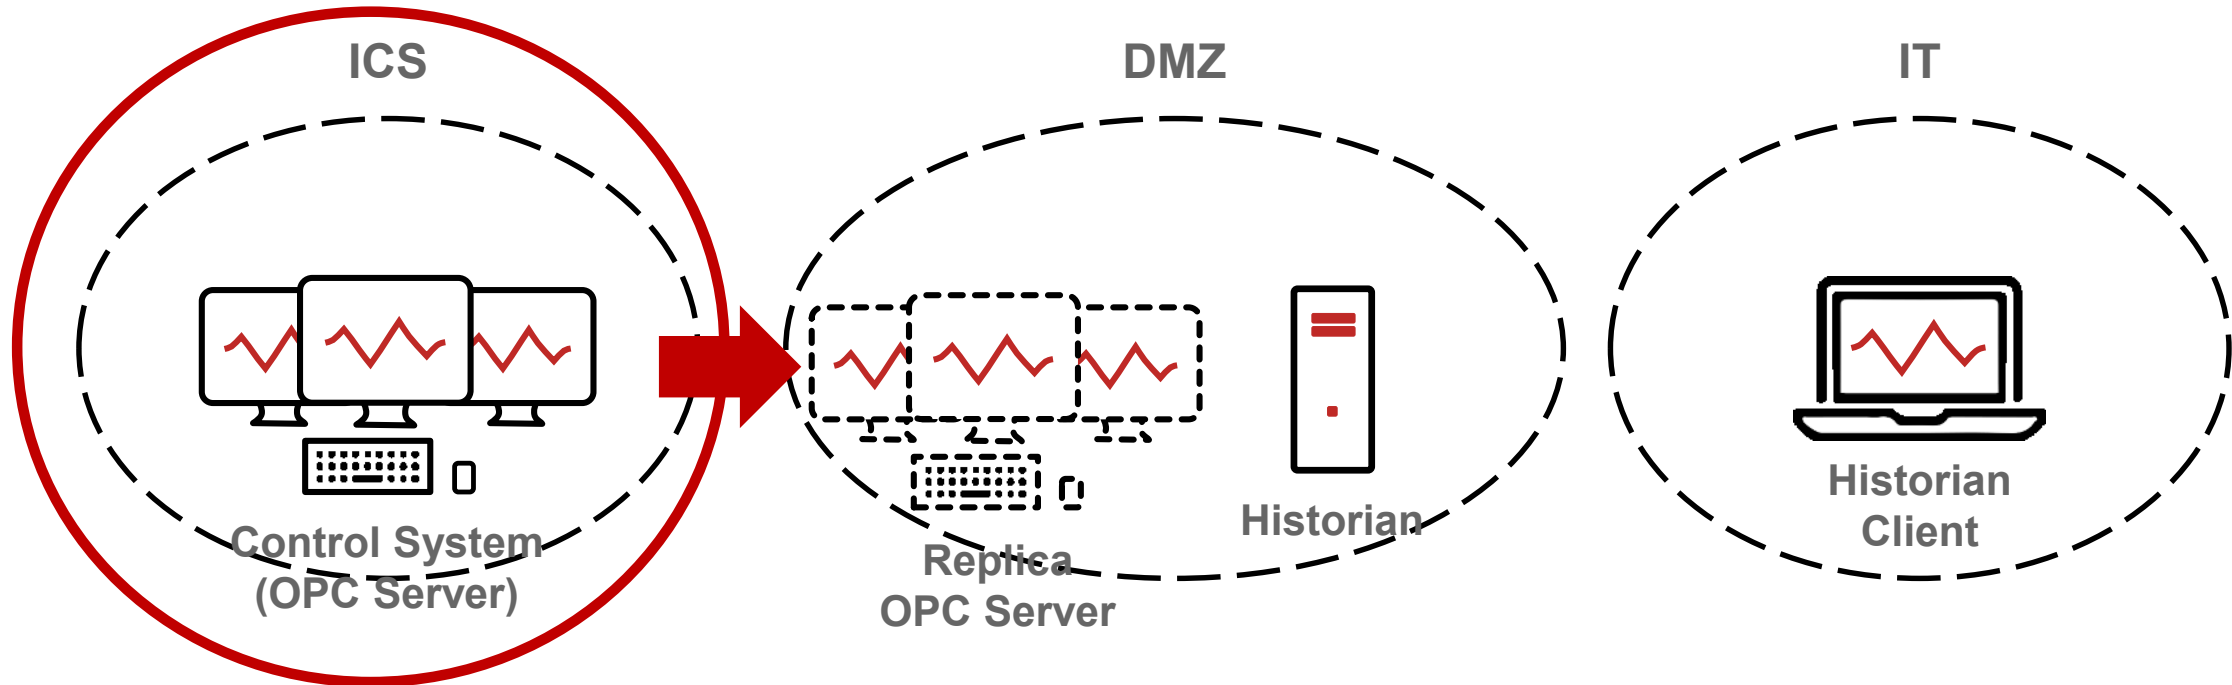 ICS
DMZ
IT
Control System
(OPC Server)
Replica
OPC Server
Historian
Historian
Client